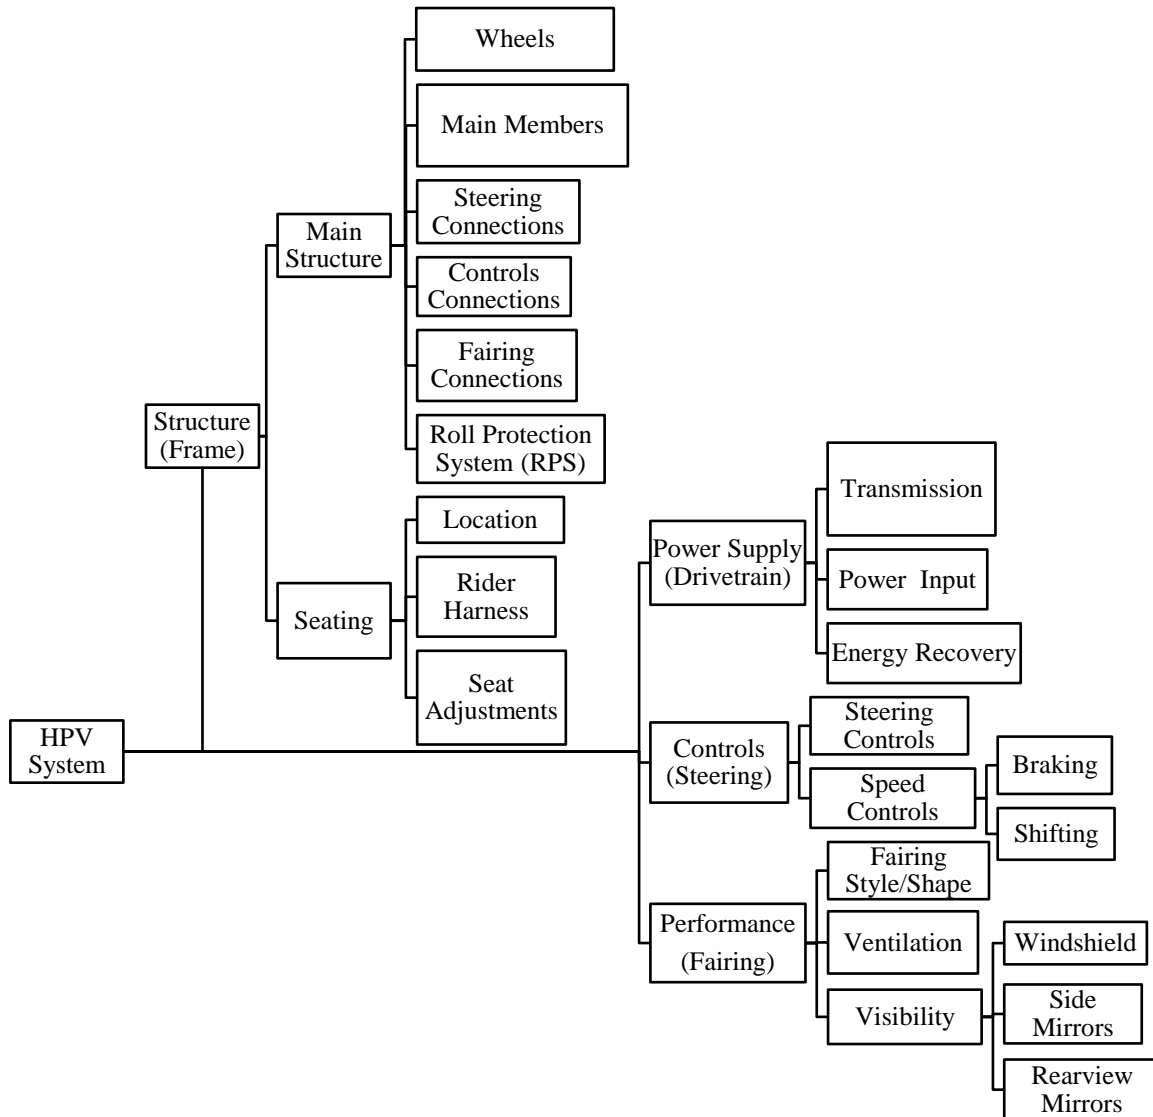 Wheels
Main Members
Steering
Connections
Main
Structure
Controls
Connections
Fairing
Connections
Structure
(Frame)
Roll Protection
System (RPS)
Location
Rider
Harness
Seating
Seat
Adjustments
HPV
System
Transmission
Power Supply
(Drivetrain)
Power Input
Energy Recovery
Steering
Controls
Controls
(Steering)
Speed
Controls
Braking
Shifting
Fairing
Style/Shape
Performance
(Fairing)
Ventilation
Visibility
Windshield
Side
Mirrors
Rearview
Mirrors